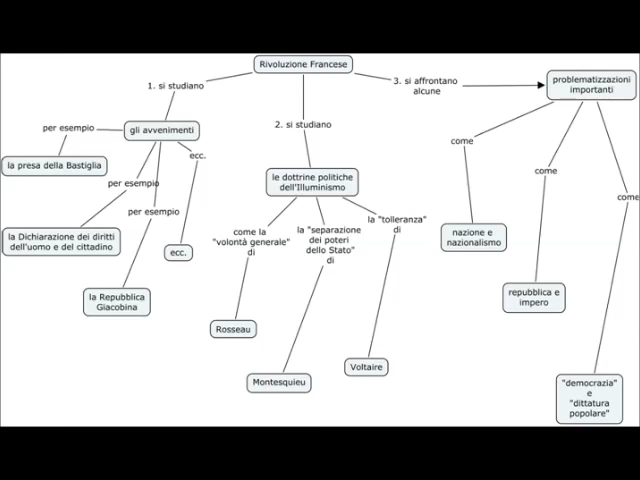 Rivoluzione Francese
1. si studiano
3. si affrontano
alcune
problematizzazioni
importanti
per esempio
gli avvenimenti
2. si studiano
la presa della Bastiglia
per esempio
ecc.
per esempio
la Dichiarazione dei diritti
dell'uomo e del cittadino
ecc.
la Repubblica
Giacobina
le dottrine politiche
dell'Illuminismo
come la
"volontà generale"
di
la "separazione
dei poteri
dello Stato"
di
la "tolleranza"
di
Rosseau
Montesquieu
Voltaire
come
come
come
nazione e
nazionalismo
repubblica e
impero
"democrazia"
e
"dittatura
popolare"